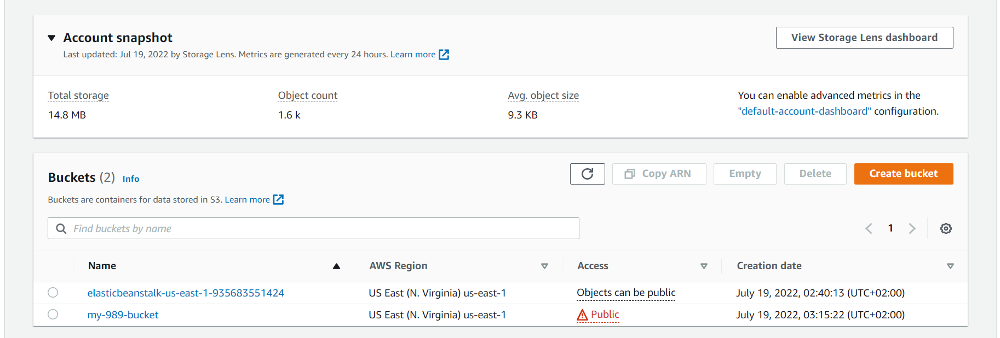 Account snapshot
View Storage Lens dashboard
Last updated: Jul 19, 2022 by Storage Lens. Metrics are generated every 24 hours. Learn more
Total storage
Object count
Avg. object size
You can enable advanced metrics in the
"default-account-dashboard" configuration.
14.8 MB
1.6 k
9.3 KB
Buckets (2) Info
Copy ARN
Empty
Delete
Create bucket
Buckets are containers for data stored in S3. Learn more
Find buckets by name
1
Name AWS Region Access Creation date
elasticbeanstalk-us-east-1-935683551424 US East (N. Virginia) us-east-1 Objects can be public July 19, 2022, 02:40:13 (UTC+02:00)
my-989-bucket US East (N. Virginia) us-east-1 Public July 19, 2022, 03:15:22 (UTC+02:00)